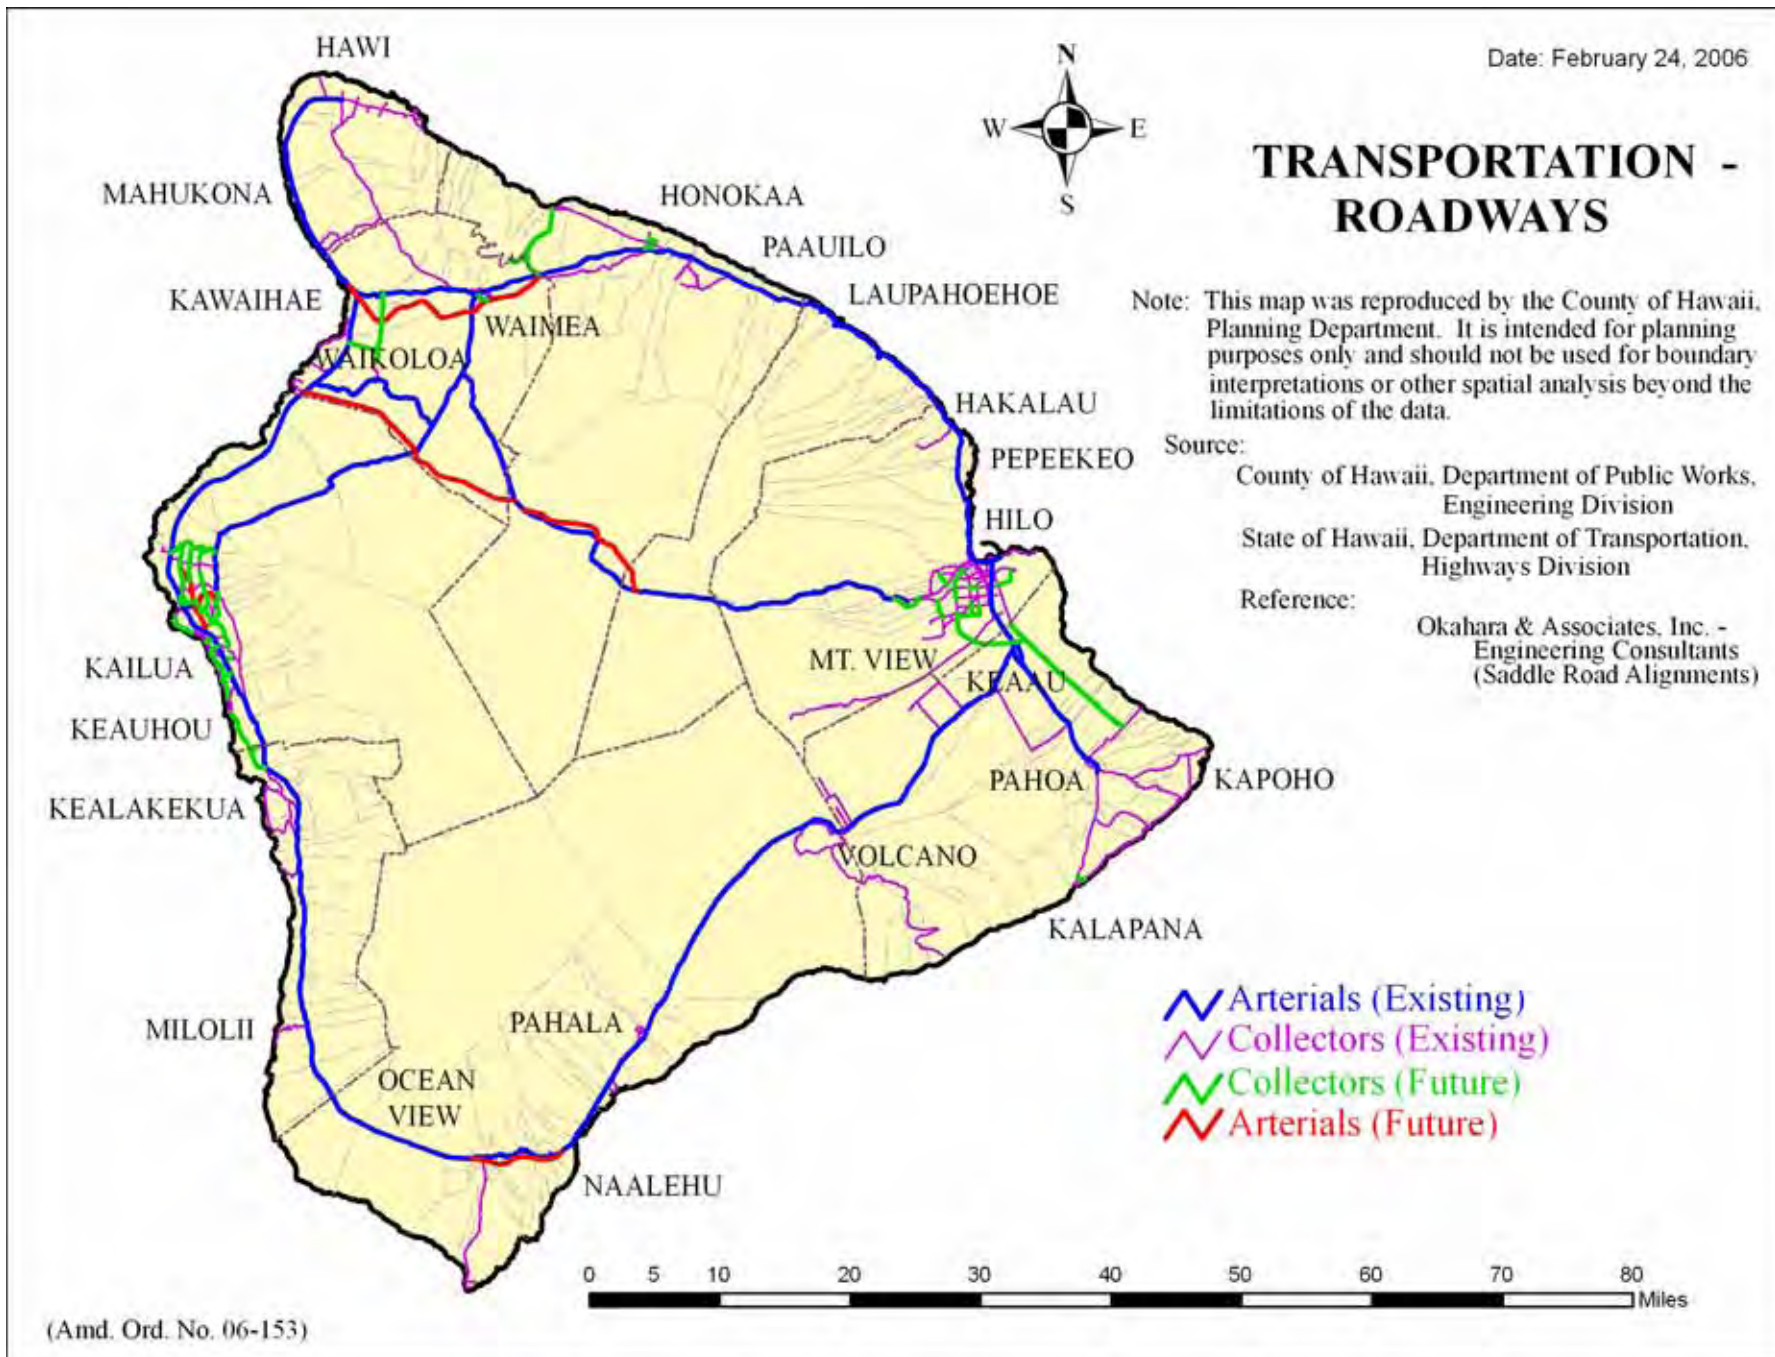 HAWI
Date: February 24, 2006
N
W E
S
TRANSPORTATION -
ROADWAYS
MAHUKONA
HONOKAA
PAAUILO
KAWAIHAE
LAUPAHOEHOE
WAIMEA
WAIKOLOA
Note: This map was reproduced by the County of Hawaii,
Planning Department. It is intended for planning
purposes only and should not be used for boundary
interpretations or other spatial analysis beyond the
limitations of the data.
HAKALAU
PEPEEKEO
HILO
Source:
County of Hawaii, Department of Public Works,
Engineering Division
State of Hawaii, Department of Transportation,
Highways Division
Reference:
Okahara & Associates, Inc. -
Engineering Consultants
(Saddle Road Alignments)
KAILUA
MT. VIEW
KEAAU
KEAUHOU
PAHOA
KAPOHO
KEALAKEKUA
VOLCANO
KALAPANA
MILOLII
PAHALA
OCEAN
VIEW
NAALEHU
Arterials (Existing)
Collectors (Existing)
Collectors (Future)
Arterials (Future)
0 5 10 20 30 40 50 60 70 80
Miles
(Amd. Ord. No. 06-153)